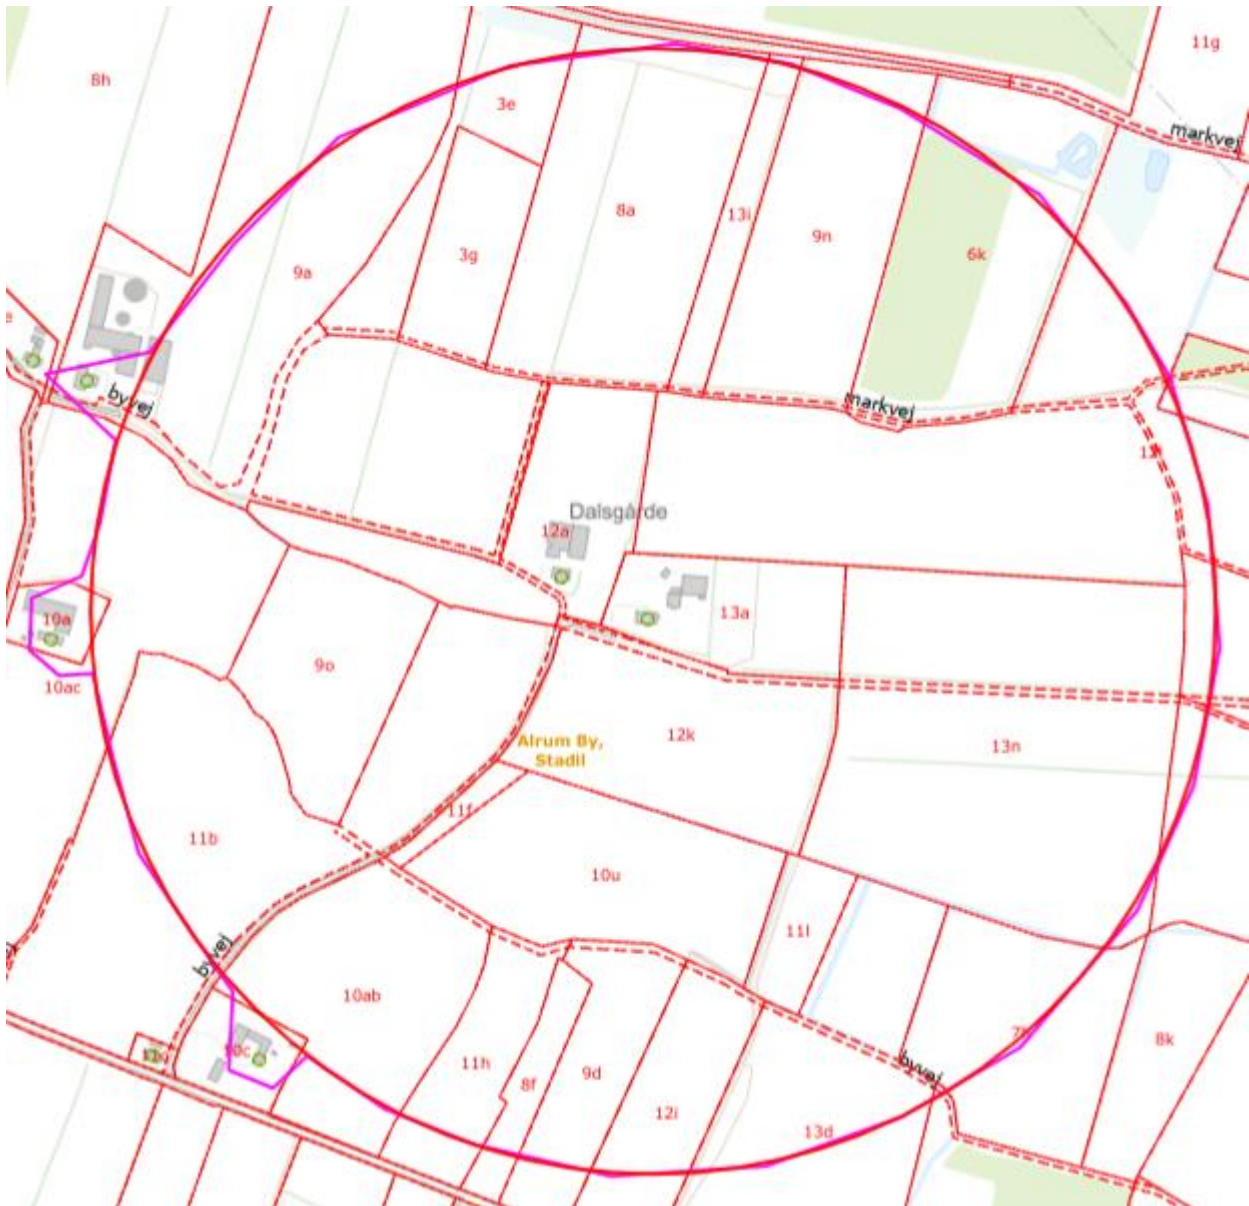 11g
8h
3e
markvej
8a
13i
9n
3g
6k
9a
byvej
markvej
Dalsgårde
12a
10a
13a
9o
10ac
12k
13n
Alrum By,
Stadil
11f
11b
10u
11l
byvej
10ab
8k
10c
11h
8f
9d
byvej
12i
13d